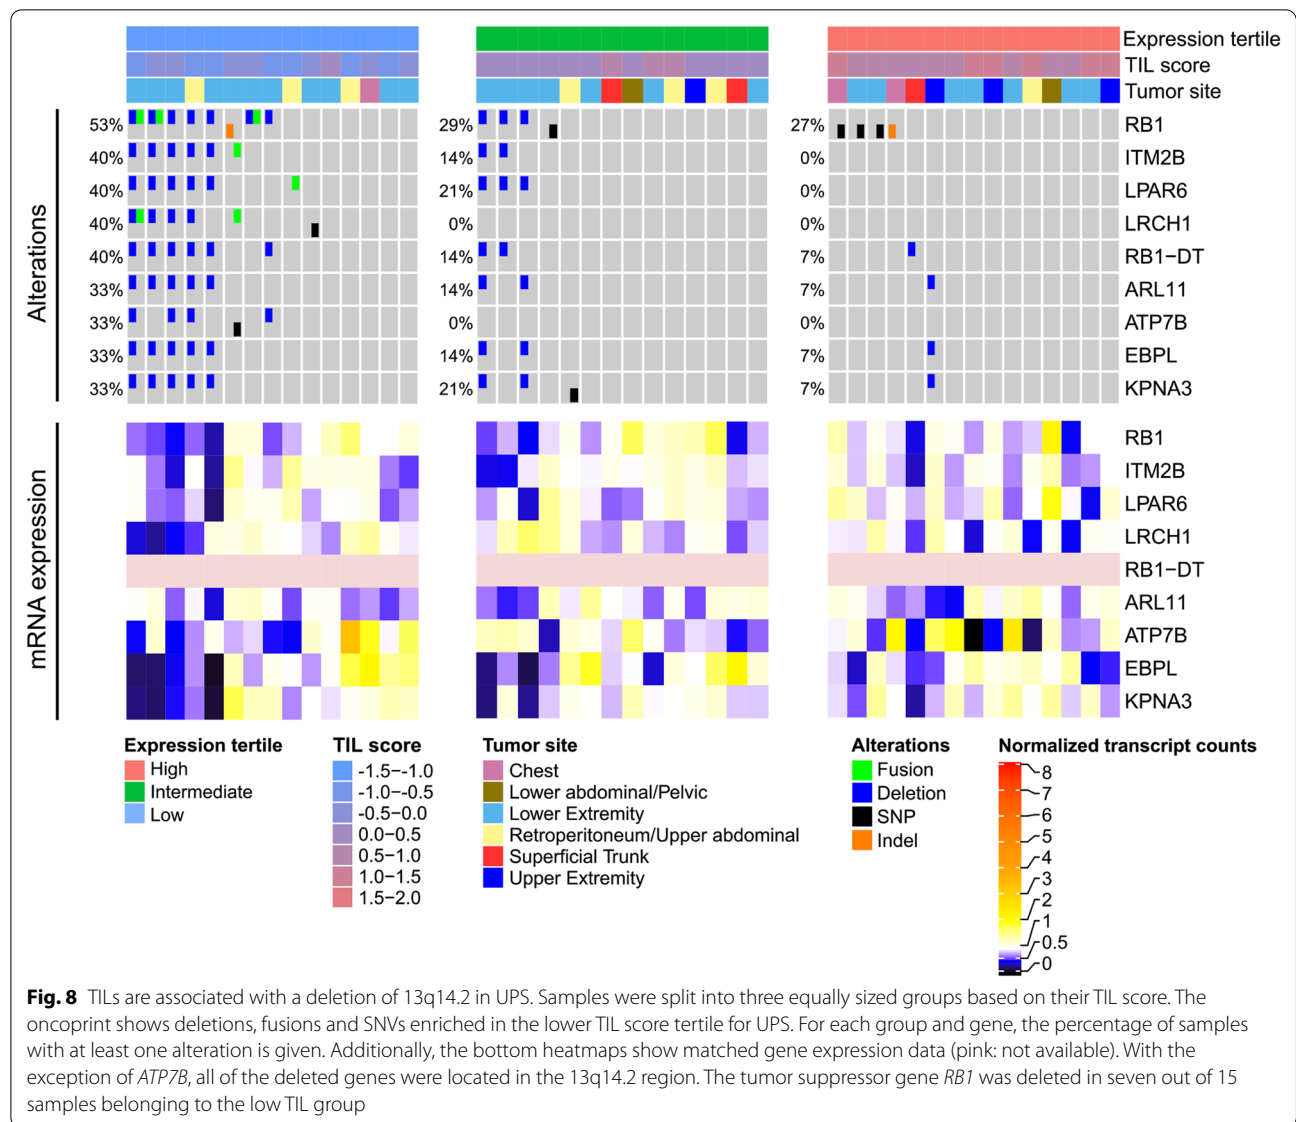 Expression tertile
TIL score
Tumor site
Alterations
53%
29%
27%
RB1
40%
14%
0%
ITM2B
40%
21%
0%
LPAR6
40%
0%
0%
LRCH1
40%
14%
7%
RB1−DT
33%
14%
7%
ARL11
33%
0%
0%
ATP7B
33%
14%
7%
EBPL
33%
21%
7%
KPNA3
mRNA expression
RB1
ITM2B
LPAR6
LRCH1
RB1−DT
ARL11
ATP7B
EBPL
KPNA3
Expression tertile
High
Intermediate
Low
TIL score
-1.5−-1.0
-1.0−-0.5
-0.5−0.0
0.0−0.5
0.5−1.0
1.0−1.5
1.5−2.0
Tumor site
Chest
Lower abdominal/Pelvic
Lower Extremity
Retroperitoneum/Upper abdominal
Superficial Trunk
Upper Extremity
Alterations
Fusion
Deletion
SNP
Indel
Normalized transcript counts
8
7
6
5
4
3
2
1
0.5
0
Fig. 8 TILs are associated with a deletion of 13q14.2 in UPS. Samples were split into three equally sized groups based on their TIL score. The
oncoprint shows deletions, fusions and SNVs enriched in the lower TIL score tertile for UPS. For each group and gene, the percentage of samples
with at least one alteration is given. Additionally, the bottom heatmaps show matched gene expression data (pink: not available). With the
exception of ATP7B, all of the deleted genes were located in the 13q14.2 region. The tumor suppressor gene RB1 was deleted in seven out of 15
samples belonging to the low TIL group